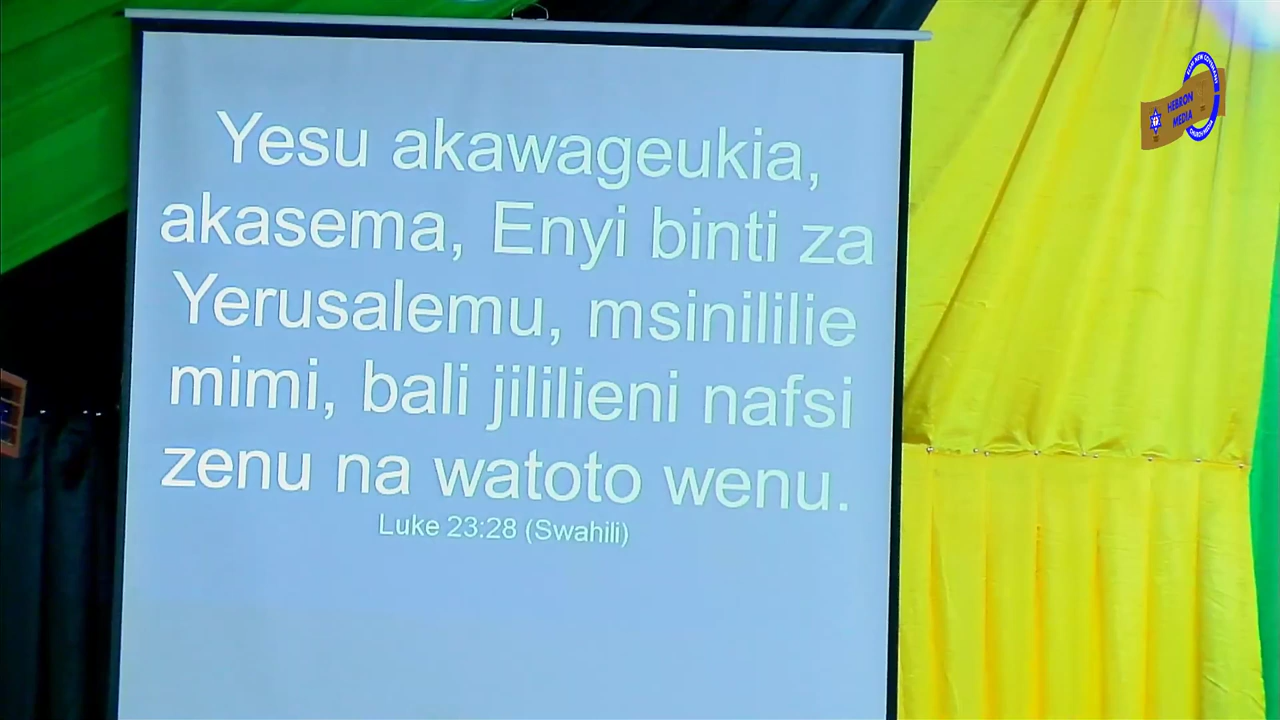 Yesu akawageukia,
akasema, Enyi binti za
Yerusalemu, msinililie
mimi, bali jililieni nafsi
zenu na watoto wenu.
Luke 23:28 (Swahili)
HEBRON
MEDIA